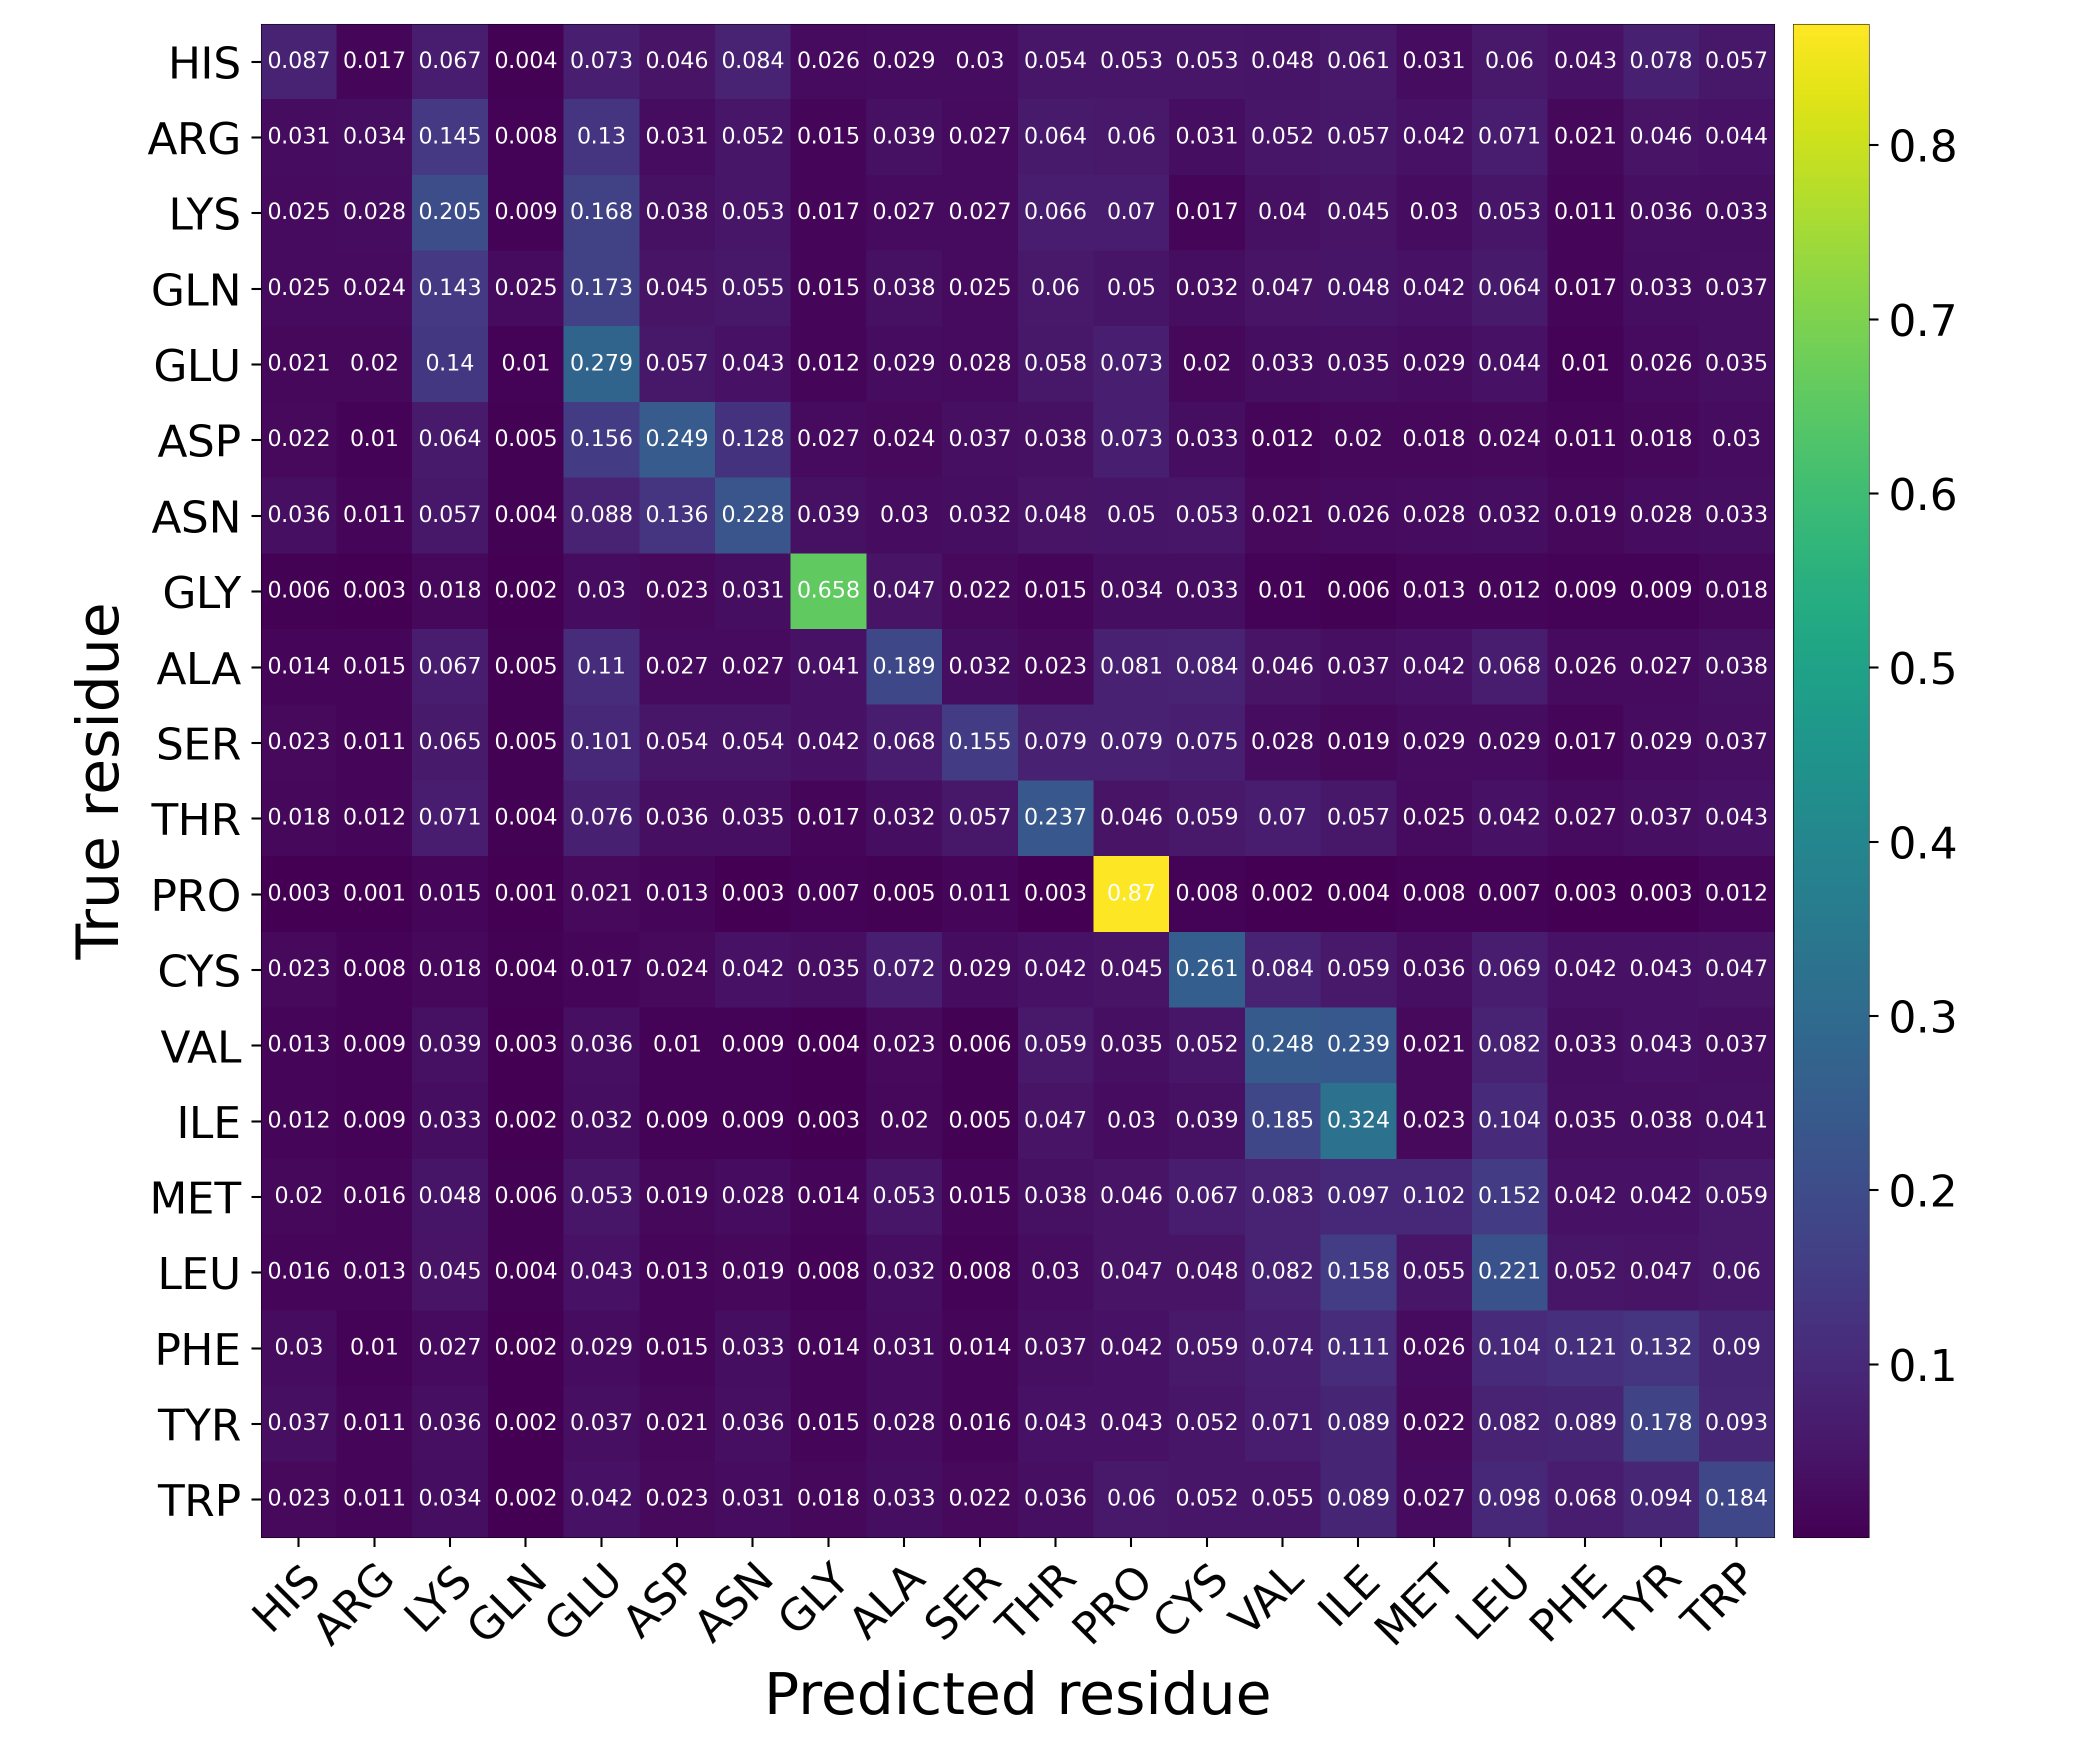 HIS 0.087 0.017 0.067 0.004 0.073 0.046 0.084 0.026 0.029 0.03 0.054 0.053 0.053 0.048 0.061 0.031 0.06 0.043 0.078 0.057
ARG 0.031 0.034 0.145 0.008 0.13 0.031 0.052 0.015 0.039 0.027 0.064 0.06 0.031 0.052 0.057 0.042 0.071 0.021 0.046 0.044
LYS 0.025 0.028 0.205 0.009 0.168 0.038 0.053 0.017 0.027 0.027 0.066 0.07 0.017 0.04 0.045 0.03 0.053 0.011 0.036 0.033
GLN 0.025 0.024 0.143 0.025 0.173 0.045 0.055 0.015 0.038 0.025 0.06 0.05 0.032 0.047 0.048 0.042 0.064 0.017 0.033 0.037
GLU 0.021 0.02 0.14 0.01 0.279 0.057 0.043 0.012 0.029 0.028 0.058 0.073 0.02 0.033 0.035 0.029 0.044 0.01 0.026 0.035
ASP 0.022 0.01 0.064 0.005 0.156 0.249 0.128 0.027 0.024 0.037 0.038 0.073 0.033 0.012 0.02 0.018 0.024 0.011 0.018 0.03
ASN 0.036 0.011 0.057 0.004 0.088 0.136 0.228 0.039 0.03 0.032 0.048 0.05 0.053 0.021 0.026 0.028 0.032 0.019 0.028 0.033
GLY 0.006 0.003 0.018 0.002 0.03 0.023 0.031 0.658 0.047 0.022 0.015 0.034 0.033 0.01 0.006 0.013 0.012 0.009 0.009 0.018
ALA 0.014 0.015 0.067 0.005 0.11 0.027 0.027 0.041 0.189 0.032 0.023 0.081 0.084 0.046 0.037 0.042 0.068 0.026 0.027 0.038
SER 0.023 0.011 0.065 0.005 0.101 0.054 0.054 0.042 0.068 0.155 0.079 0.079 0.075 0.028 0.019 0.029 0.029 0.017 0.029 0.037
THR 0.018 0.012 0.071 0.004 0.076 0.036 0.035 0.017 0.032 0.057 0.237 0.046 0.059 0.07 0.057 0.025 0.042 0.027 0.037 0.043
PRO 0.003 0.001 0.015 0.001 0.021 0.013 0.003 0.007 0.005 0.011 0.003 0.87 0.008 0.002 0.004 0.008 0.007 0.003 0.003 0.012
CYS 0.023 0.008 0.018 0.004 0.017 0.024 0.042 0.035 0.072 0.029 0.042 0.045 0.261 0.084 0.059 0.036 0.069 0.042 0.043 0.047
VAL 0.013 0.009 0.039 0.003 0.036 0.01 0.009 0.004 0.023 0.006 0.059 0.035 0.052 0.248 0.239 0.021 0.082 0.033 0.043 0.037
ILE 0.012 0.009 0.033 0.002 0.032 0.009 0.009 0.003 0.02 0.005 0.047 0.03 0.039 0.185 0.324 0.023 0.104 0.035 0.038 0.041
MET 0.02 0.016 0.048 0.006 0.053 0.019 0.028 0.014 0.053 0.015 0.038 0.046 0.067 0.083 0.097 0.102 0.152 0.042 0.042 0.059
LEU 0.016 0.013 0.045 0.004 0.043 0.013 0.019 0.008 0.032 0.008 0.03 0.047 0.048 0.082 0.158 0.055 0.221 0.052 0.047 0.06
PHE 0.03 0.01 0.027 0.002 0.029 0.015 0.033 0.014 0.031 0.014 0.037 0.042 0.059 0.074 0.111 0.026 0.104 0.121 0.132 0.09
TYR 0.037 0.011 0.036 0.002 0.037 0.021 0.036 0.015 0.028 0.016 0.043 0.043 0.052 0.071 0.089 0.022 0.082 0.089 0.178 0.093
TRP 0.023 0.011 0.034 0.002 0.042 0.023 0.031 0.018 0.033 0.022 0.036 0.06 0.052 0.055 0.089 0.027 0.098 0.068 0.094 0.184
HIS ARG LYS GLN GLU ASP ASN GLY ALA SER THR PRO CYS VAL ILE MET LEU PHE TYR TRP
Predicted residue
True residue
0.8
0.7
0.6
0.5
0.4
0.3
0.2
0.1